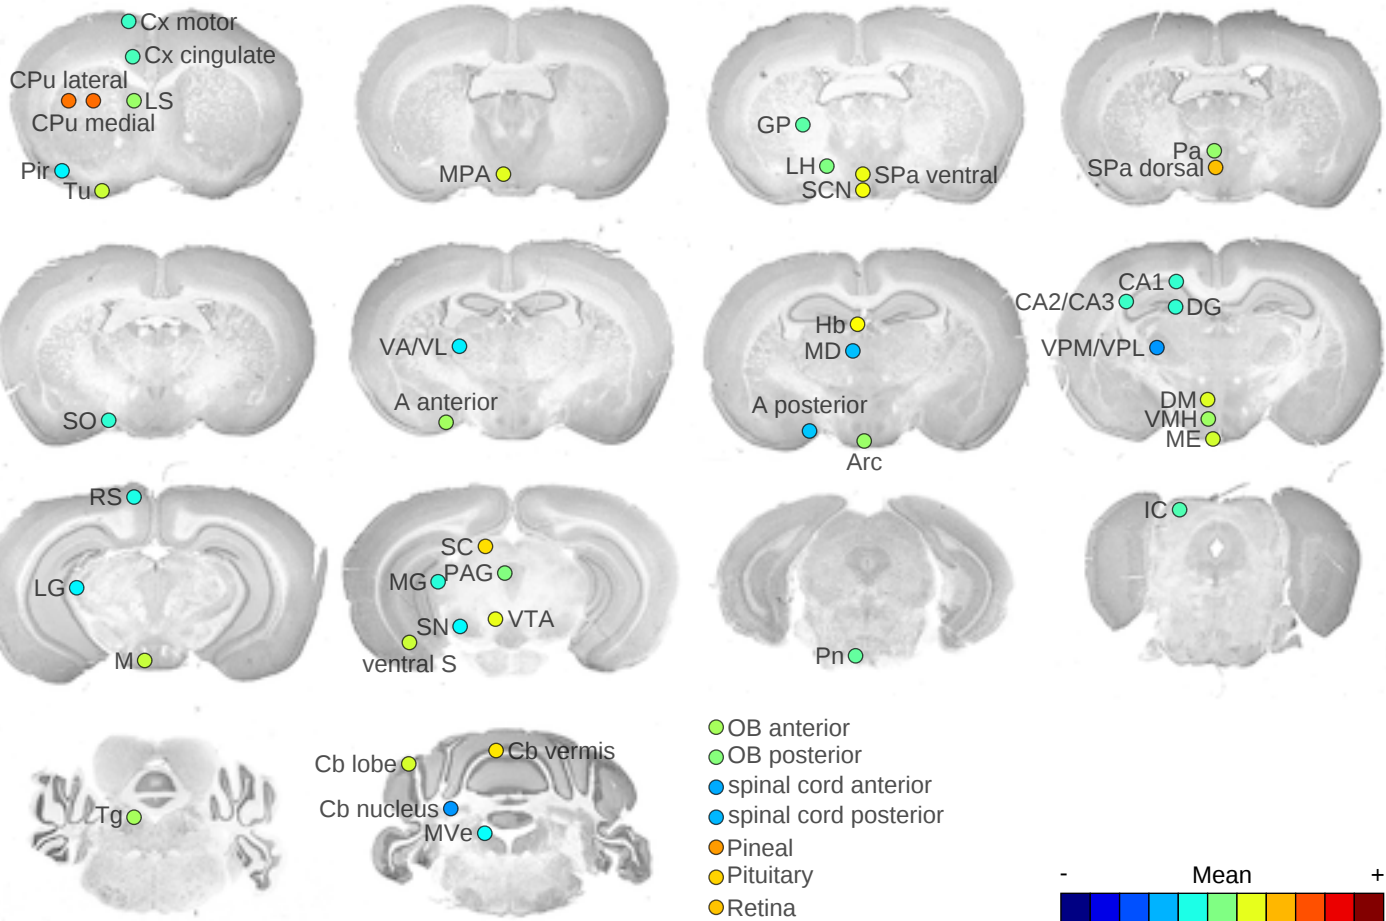 Cx motor
Cx cingulate
CPu lateral
LS
CPu medial
Pir
Tu
MPA
GP
LH
SPa ventral
SCN
Pa
SPa dorsal
SO
VA/VL
A anterior
Hb
MD
A posterior
Arc
CA1
CA2/CA3
DG
VPM/VPL
DM
VMH
ME
RS
LG
M
SC
MG
PAG
SN
VTA
ventral S
Pn
IC
Tg
Cb lobe
Cb vermis
Cb nucleus
MVe
OB anterior
OB posterior
spinal cord anterior
spinal cord posterior
Pineal
Pituitary
Retina
- Mean +